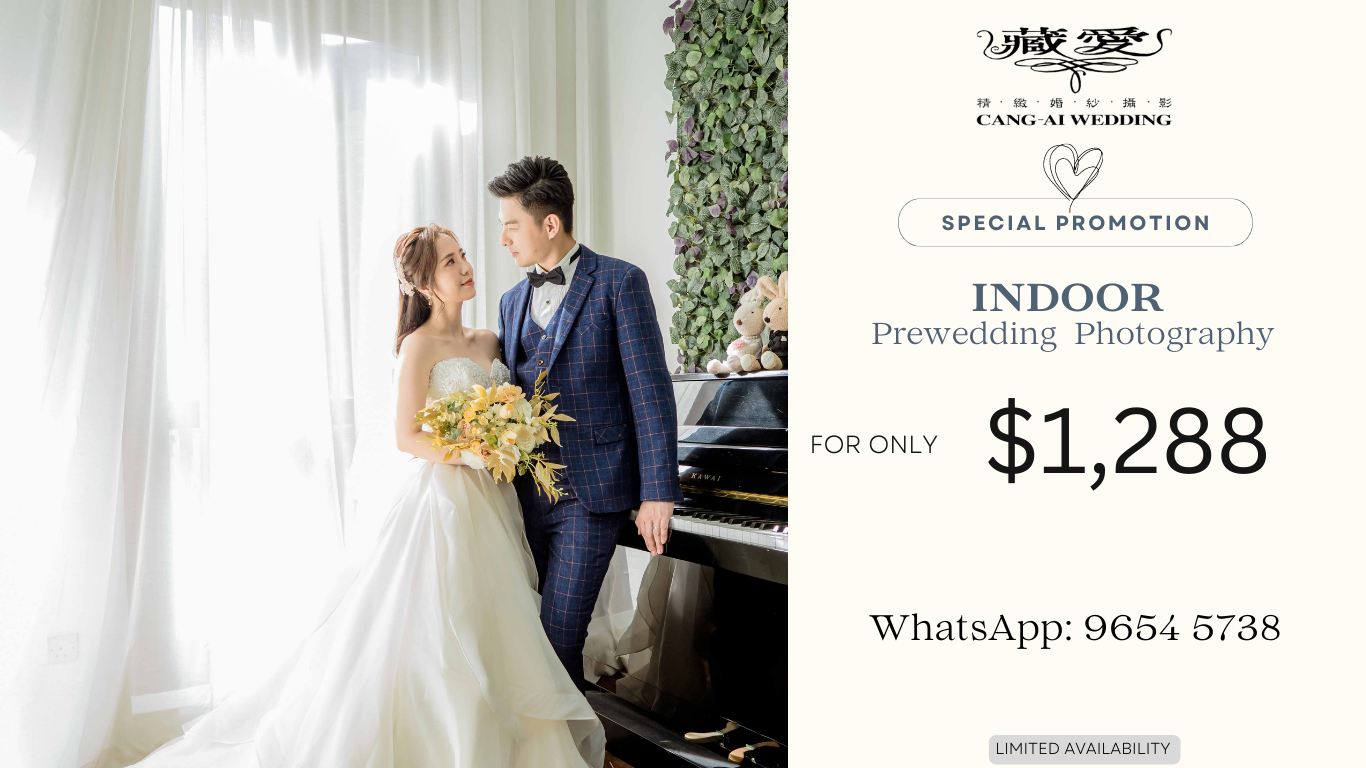 藏愛
精·緻·婚·紗·攝·影
CANG-AI WEDDING
SPECIAL PROMOTION
INDOOR
Prewedding Photography
FOR ONLY $1,288
WhatsApp: 9654 5738
LIMITED AVAILABILITY
KAWAI